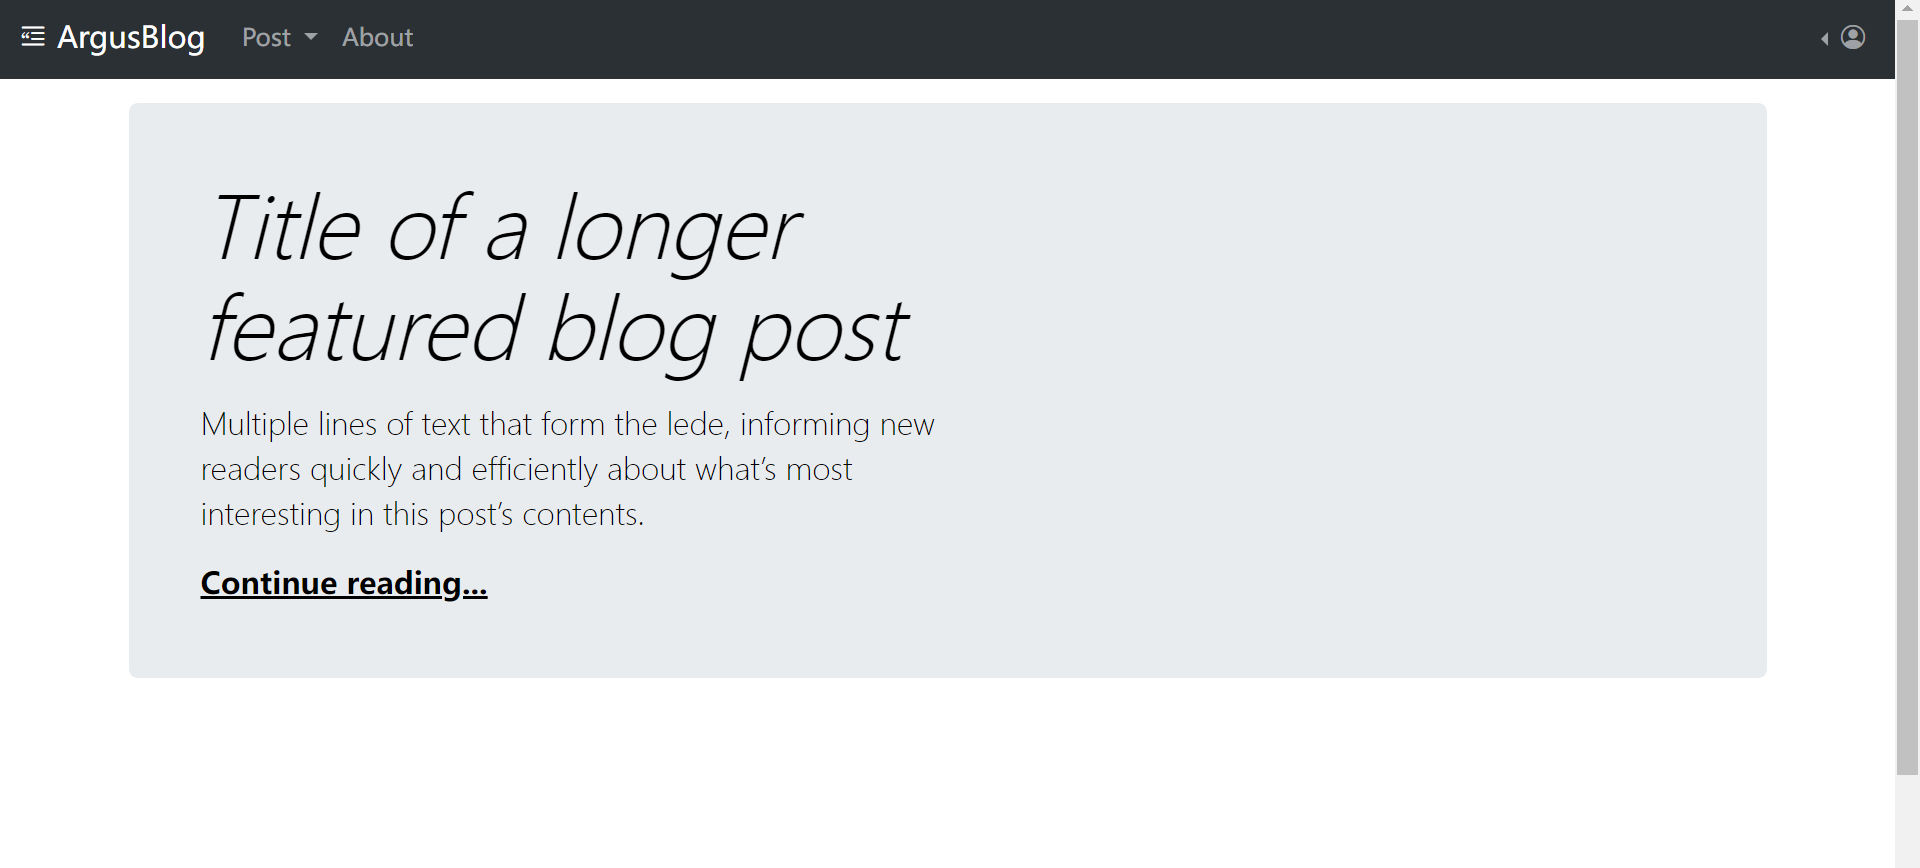 ArgusBlog Post About
Title of a longer
featured blog post
Multiple lines of text that form the lede, informing new
readers quickly and efficiently about what’s most
interesting in this post’s contents.
Continue reading...